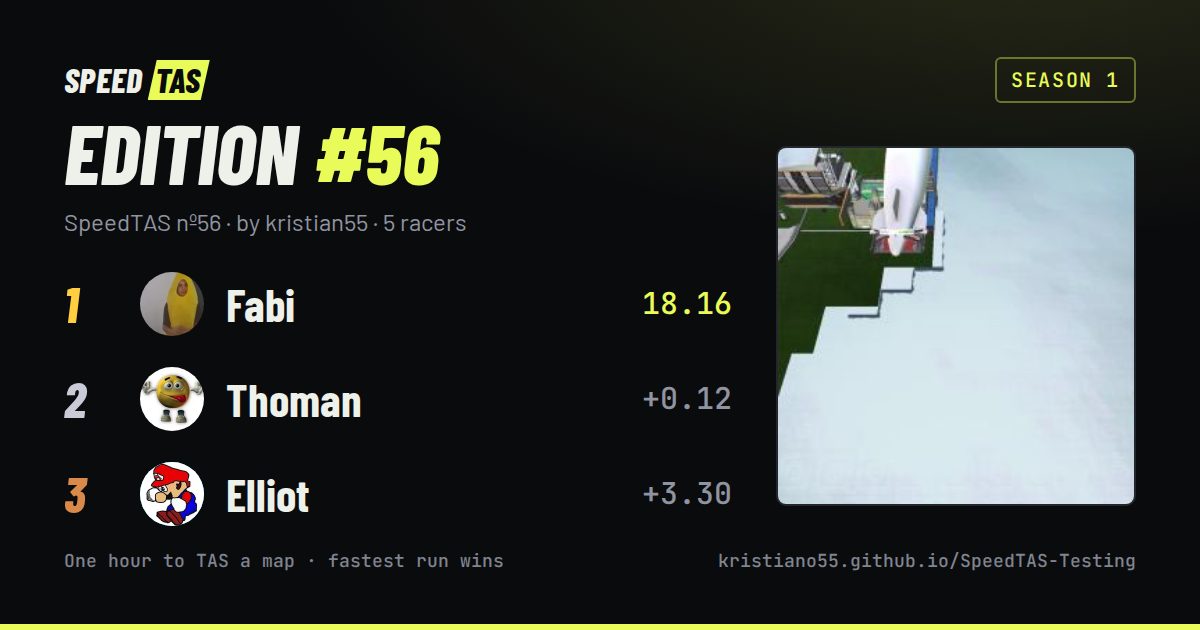 SPEED TAS
SEASON 1
EDITION #56
SpeedTAS nº56 · by kristian55 · 5 racers
1 Fabi 18.16
2 Thoman +0.12
3 Elliot +3.30
One hour to TAS a map · fastest run wins
kristiano55.github.io/SpeedTAS-Testing